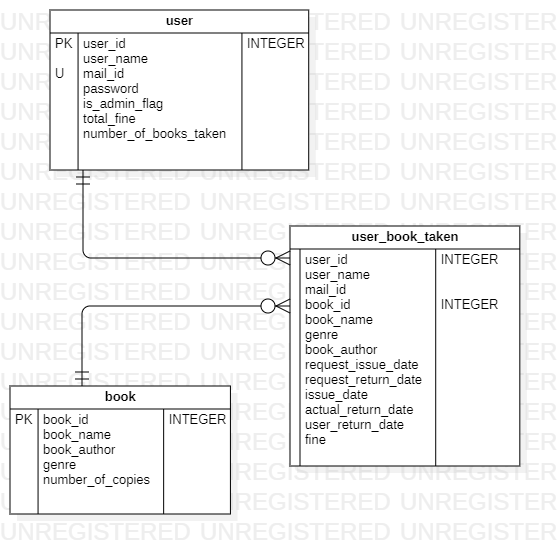 user
PK user_id INTEGER
user_name
U mail_id
password
is_admin_flag
total_fine
number_of_books_taken
user_book_taken
user_id INTEGER
user_name
mail_id
book_id INTEGER
book_name
genre
book_author
request_issue_date
request_return_date
issue_date
actual_return_date
user_return_date
fine
book
PK book_id INTEGER
book_name
book_author
genre
number_of_copies
UNREGISTERED UNREGISTERED UNREGISTERED